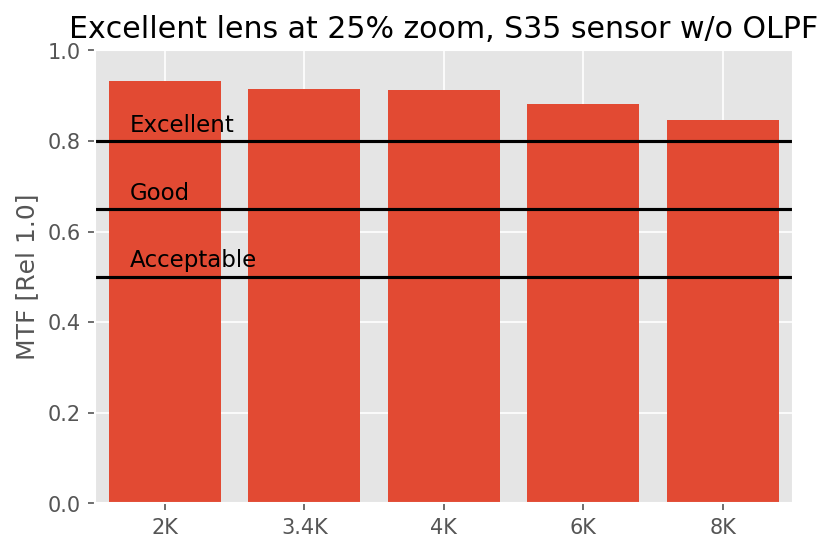 Excellent lens at 25% zoom, S35 sensor w/o OLPF
MTF [Rel 1.0]
1.0
0.8
0.6
0.4
0.2
0.0
Excellent
Good
Acceptable
2K
3.4K
4K
6K
8K